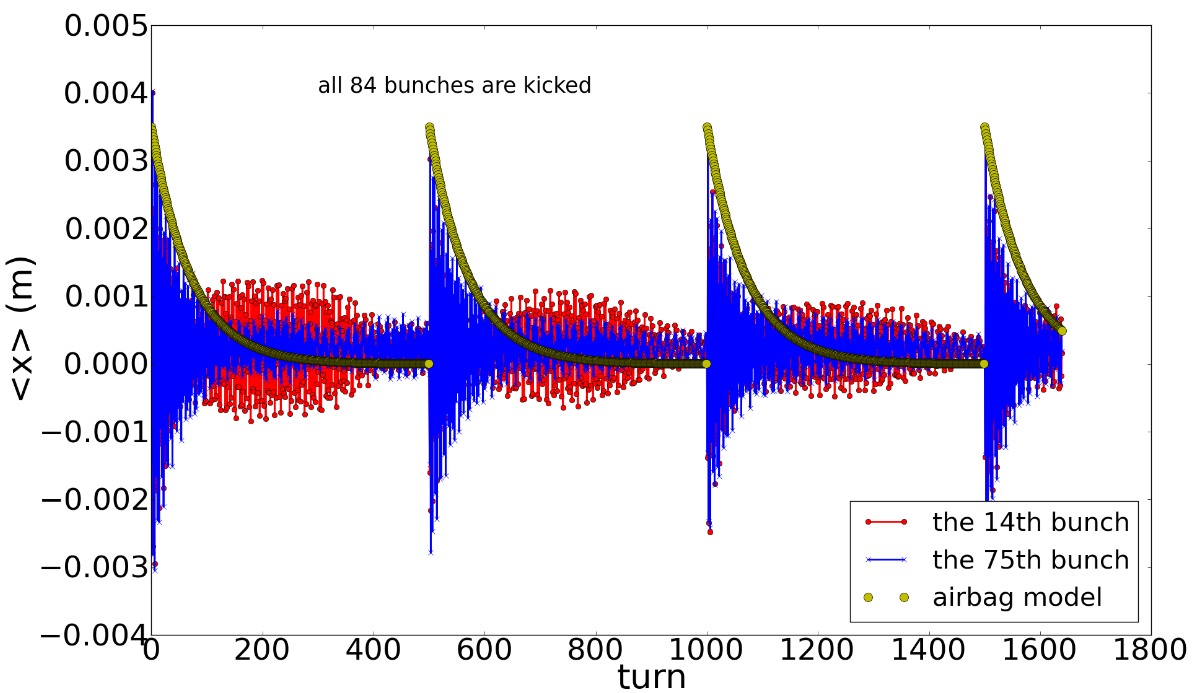 0.005
0.004
0.003
0.002
0.001
0.000
−0.001
−0.002
−0.003
−0.004
<x> (m)
all 84 bunches are kicked
the 14th bunch
the 75th bunch
airbag model
0 200 400 600 800 1000 1200 1400 1600 1800
turn